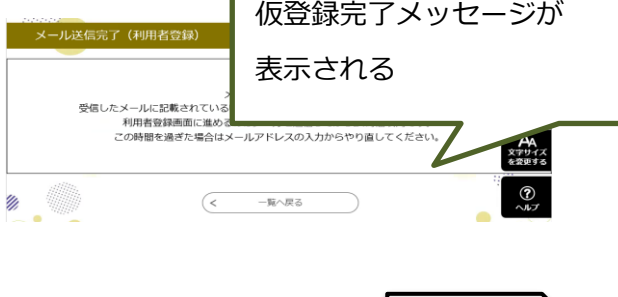 仮登録完了メッセージが
表示される
メール送信完了（利用者登録）
受信したメールに記載されている
利用者登録画面に進める
この時間を過ぎた場合はメールアドレスの入力からやり直してください。
文字サイズ
を変更する
＜ 一覧へ戻る
?
ヘルプ